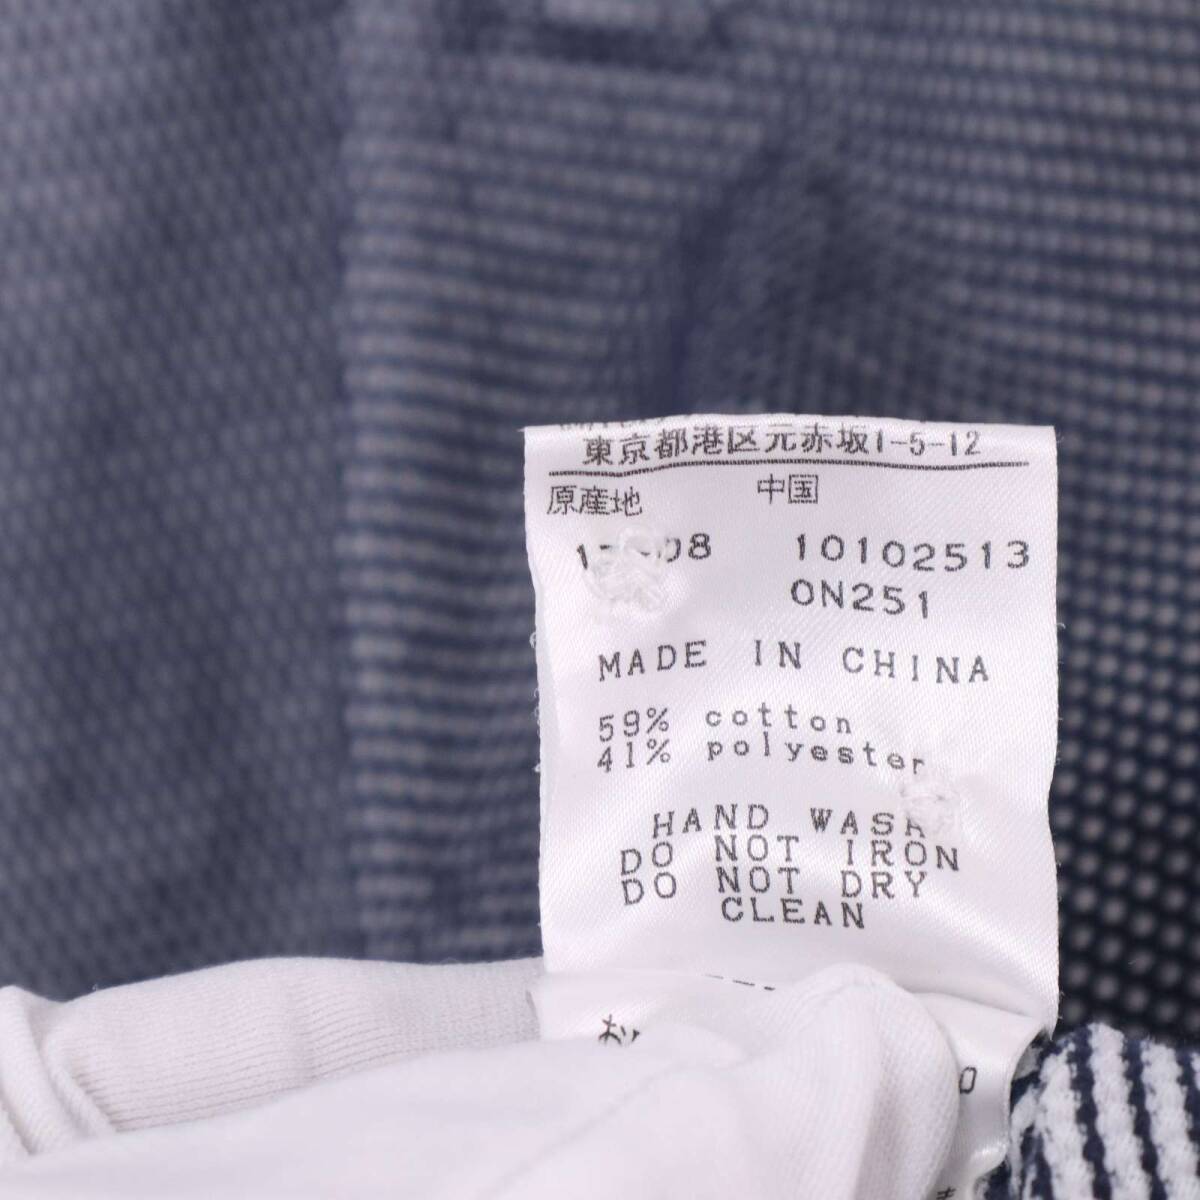 東京都港区元赤坂1-5-12
原産地 中国
10102513
0N251
MADE IN CHINA
59% cotton
41% polyester
HAND WASH
DO NOT IRON
DO NOT DRY
CLEAN